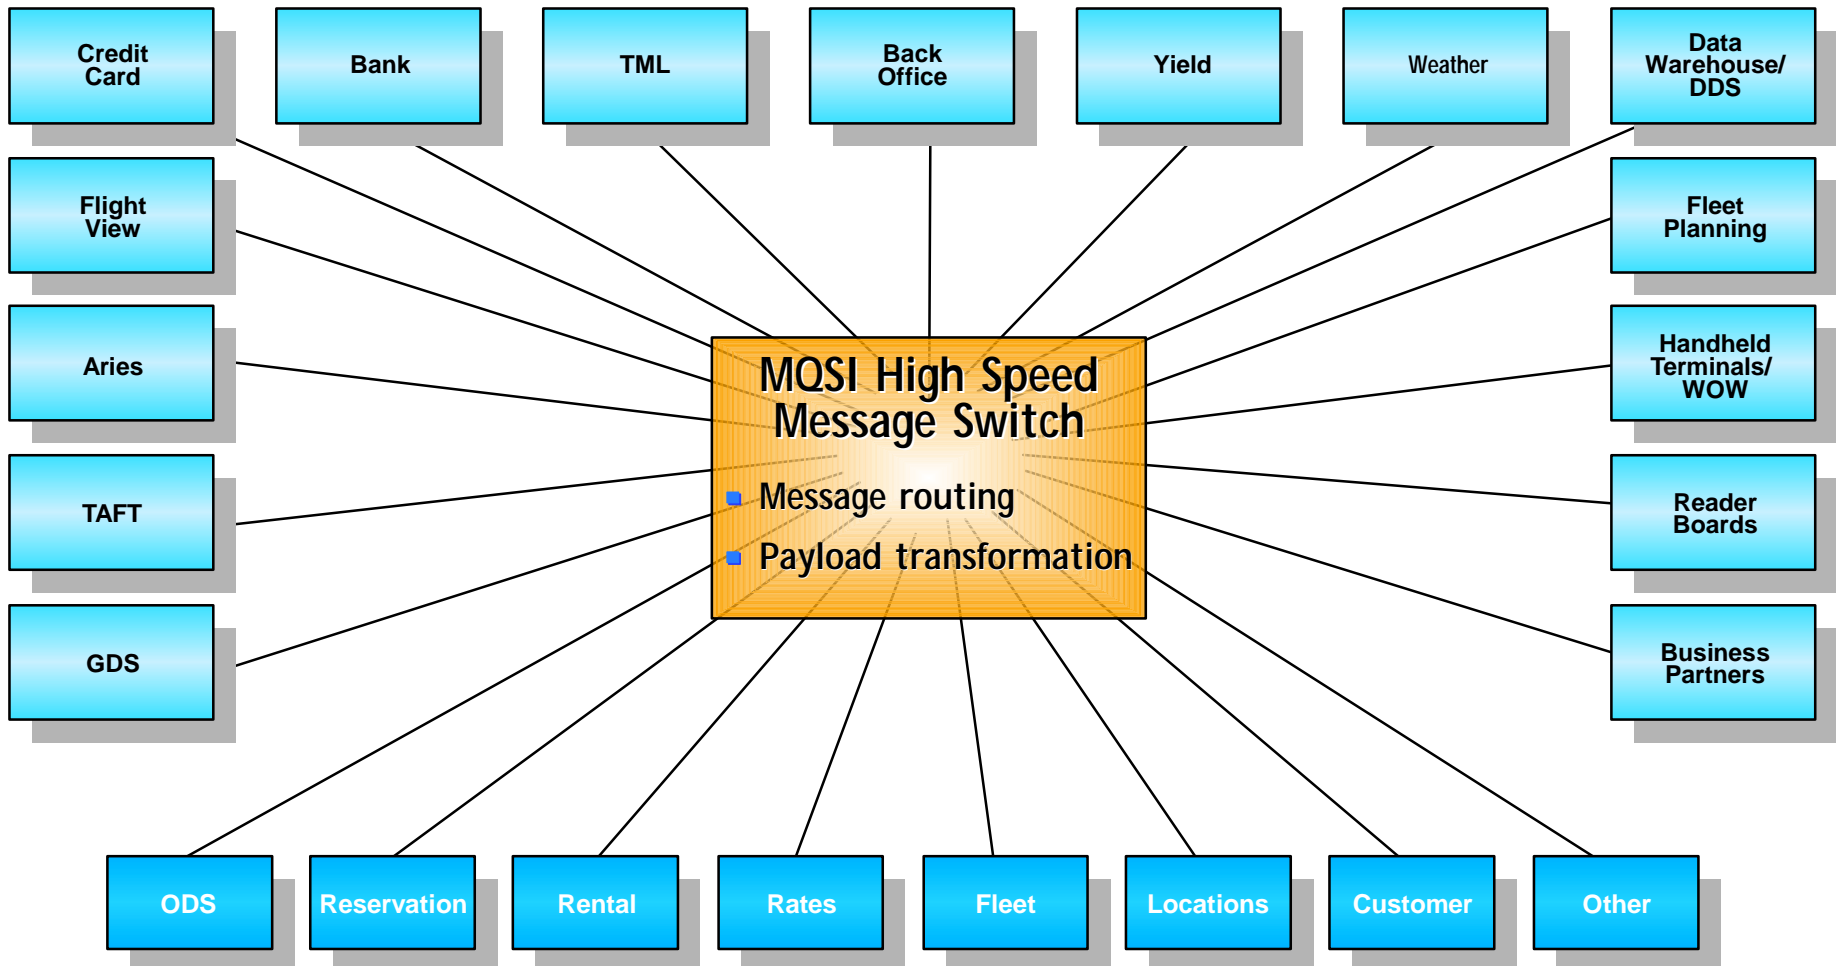 Credit
Card
Bank
TML
Back
Office
Yield
Weather
Data
Warehouse/
DDS
Flight
View
Fleet
Planning
Aries
MQSI High Speed
Message Switch
Message routing
Payload transformation
Handheld
Terminals/
WOW
TAFT
Reader
Boards
GDS
Business
Partners
ODS
Reservation
Rental
Rates
Fleet
Locations
Customer
Other